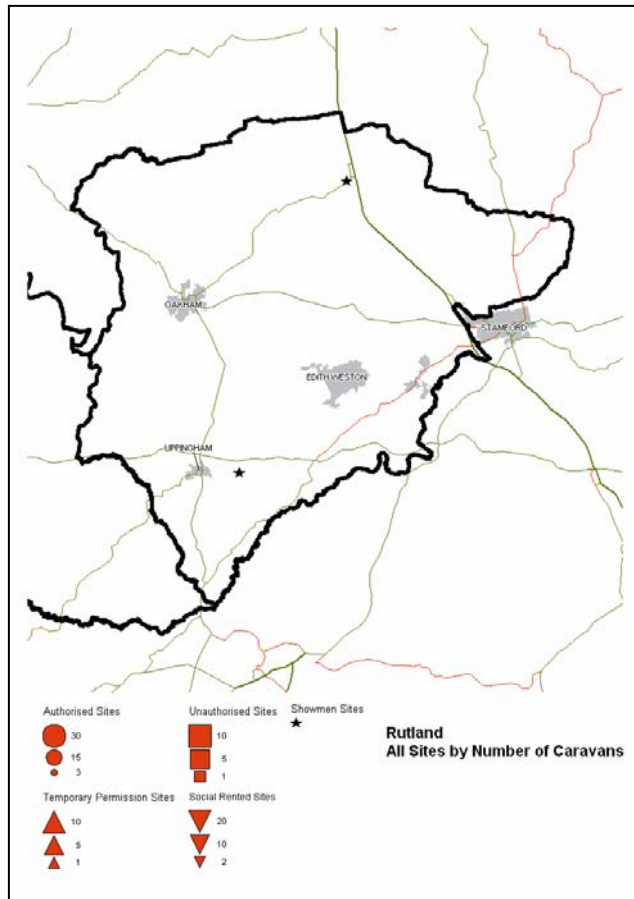 OAKHAM
STAMFORD
EDITH WESTON
UPPINGHAM
Authorised Sites
30
15
3
Unauthorised Sites
10
5
1
Showmen Sites
Rutland
All Sites by Number of Caravans
Temporary Permission Sites
10
5
1
Social Rented Sites
20
10
2